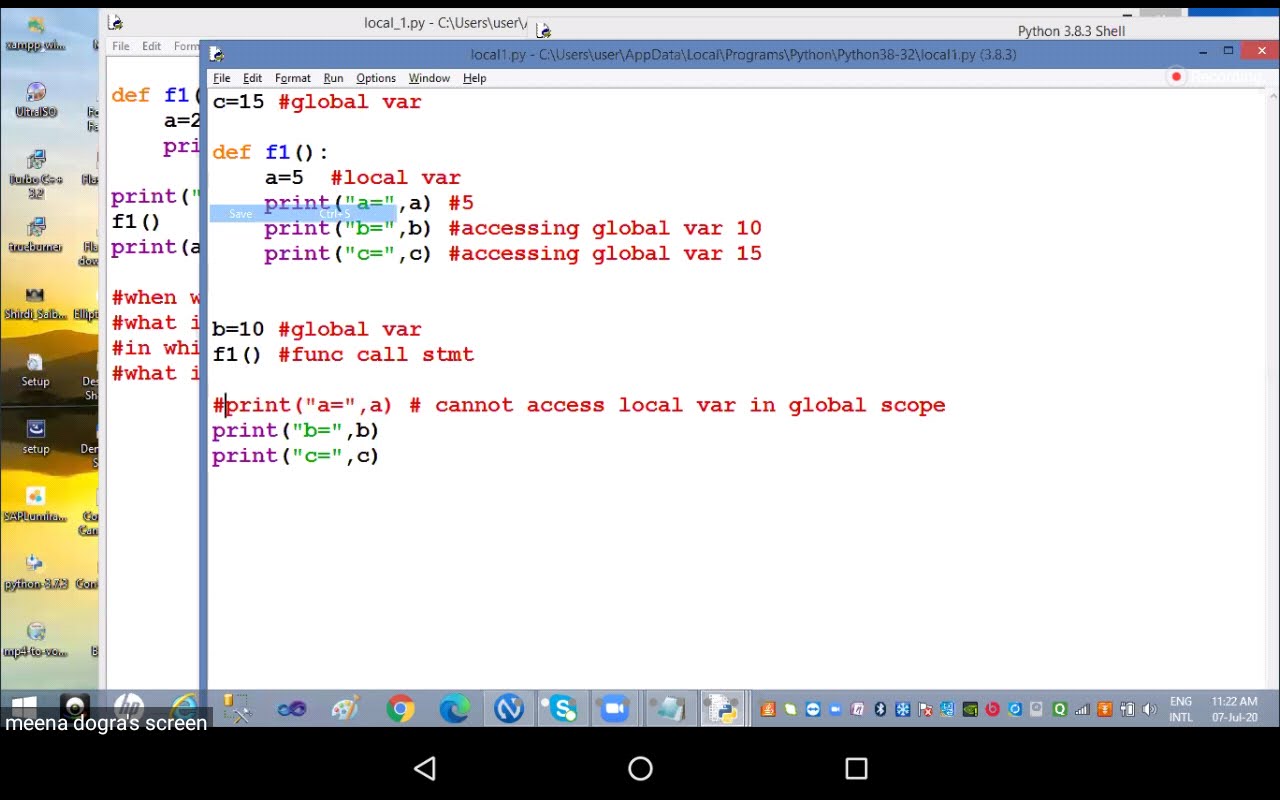 local_1.py - C:\Users\user\
Python 3.8.3 Shell
File Edit Form
local1.py - C:\Users\user\AppData\Local\Programs\Python\Python38-32\local1.py (3.8.3)
File Edit Format Run Options Window Help
Recording
c=15 #global var
def f1():
a=5 #local var
print("a=",a) #5
Save Ctrl+S
print("b=",b) #accessing global var 10
print("c=",c) #accessing global var 15
b=10 #global var
f1() #func call stmt
#print("a=",a) # cannot access local var in global scope
print("b=",b)
print("c=",c)
def f1(
a=2
pri
print("
f1()
print(a
#when w
#what i
#in whi
#what i
xampp-wi...
UltraISO
Turbo C++
3.2
trueburner
Shirdi_Saib...
Setup
setup
SAPLumira...
python-3.7.3
mp4-to-vo...
ENG
INTL
11:22 AM
07-Jul-20
meena dogra's screen